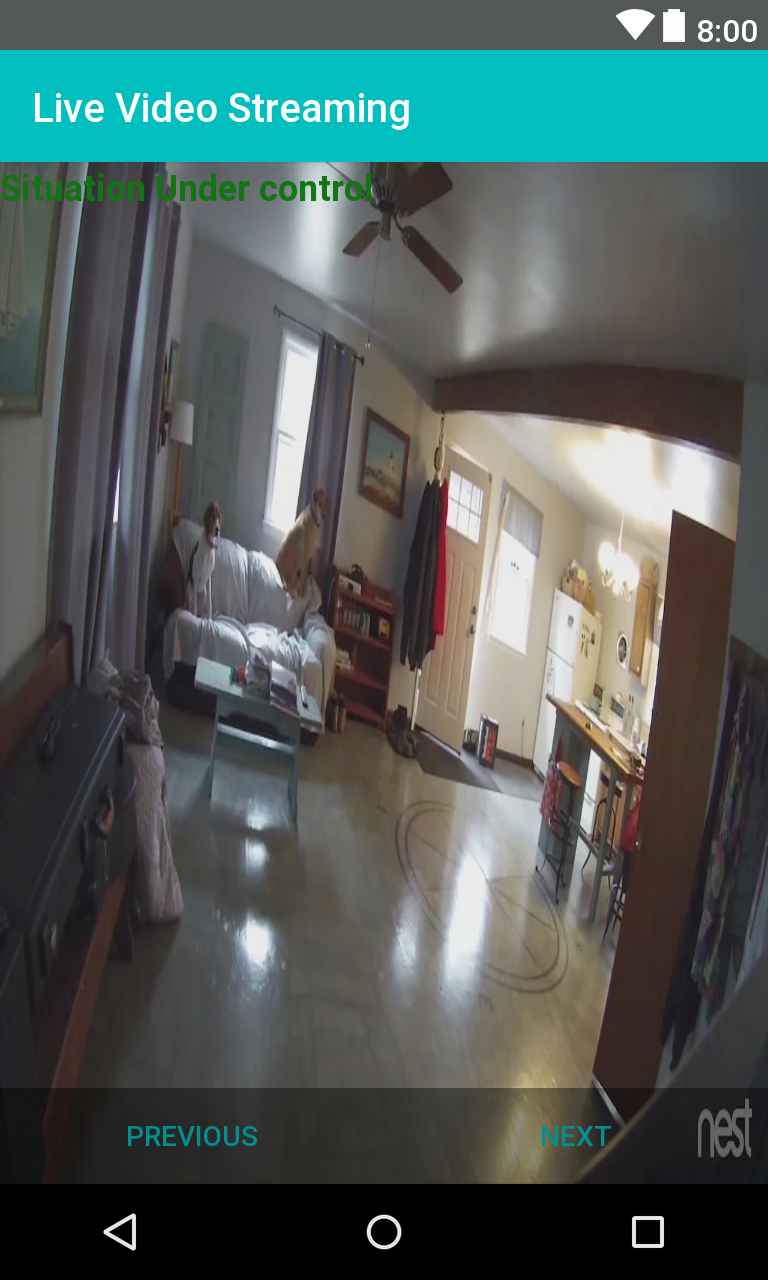 8:00
Live Video Streaming
Situation Under control
PREVIOUS
NEXT
nest